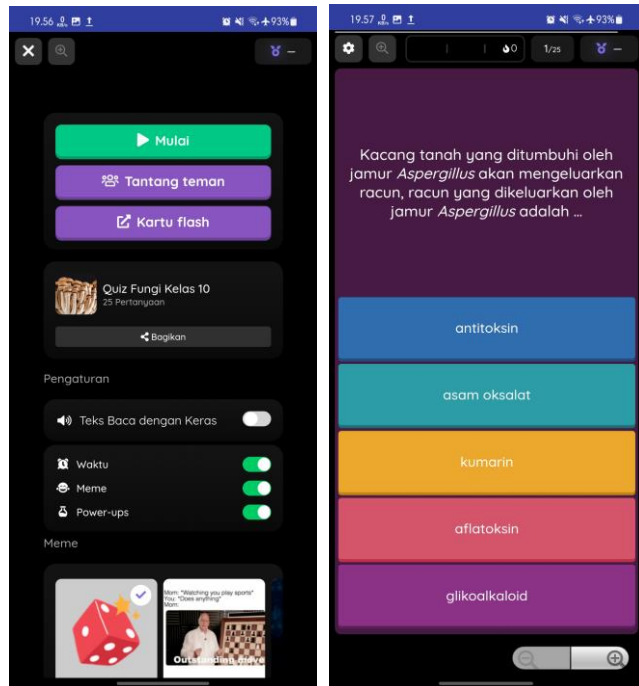 19.56
93%
Mulai
Tantang teman
Kartu flash
Quiz Fungi Kelas 10
25 Pertanyaan
Bagikan
Pengaturan
Teks Baca dengan Keras
Waktu
Meme
Power-ups
Meme
Mom: "Watching you play sports"
You: "Does anything"
Mom:
Outstanding move
19.57
93%
0
1/25
Kacang tanah yang ditumbuhi oleh
jamur Aspergillus akan mengeluarkan
racun, racun yang dikeluarkan oleh
jamur Aspergillus adalah ...
antitoksin
asam oksalat
kumarin
aflatoksin
glikoalkaloid